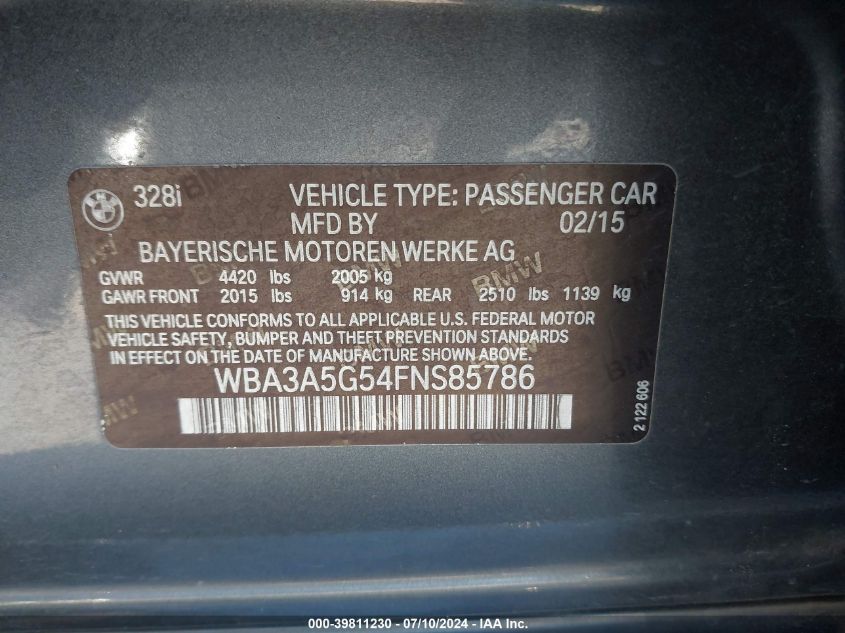 328i VEHICLE TYPE: PASSENGER CAR
MFD BY 02/15
BAYERISCHE MOTOREN WERKE AG
GVWR 4420 lbs 2005 kg
GAWR FRONT 2015 lbs 914 kg REAR 2510 lbs 1139 kg
THIS VEHICLE CONFORMS TO ALL APPLICABLE U.S. FEDERAL MOTOR
VEHICLE SAFETY, BUMPER AND THEFT PREVENTION STANDARDS
IN EFFECT ON THE DATE OF MANUFACTURE SHOWN ABOVE.
WBA3A5G54FNS85786
2 122 606
000-39811230 - 07/10/2024 - IAA Inc.